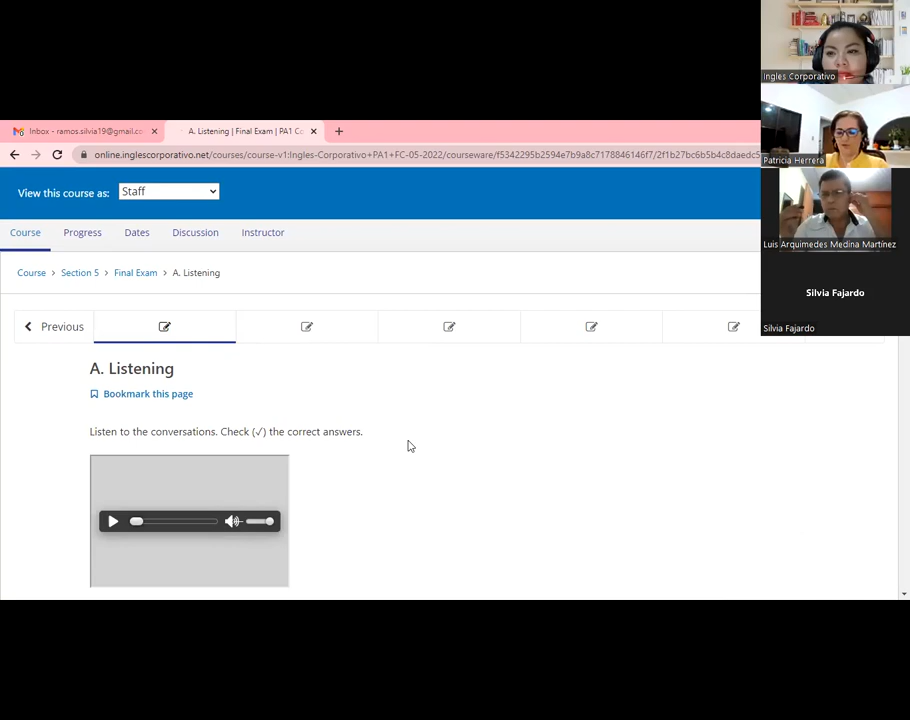 Inbox - ramos.silvia19@gmail.co
A. Listening | Final Exam | PA1 Co
online.inglescorporativo.net/courses/course-v1:Ingles-Corporativo+PA1+FC-05-2022/courseware/f5342295b2594e7b9a8c7178846146f7/2f1b27bc6b5b4c8daedc5
View this course as:
Staff
Course
Progress
Dates
Discussion
Instructor
Course > Section 5 > Final Exam > A. Listening
Previous
A. Listening
Bookmark this page
Listen to the conversations. Check (✓) the correct answers.
Ingles Corporativo
Patricia Herrera
Luis Arquimedes Medina Martínez
Silvia Fajardo
Silvia Fajardo